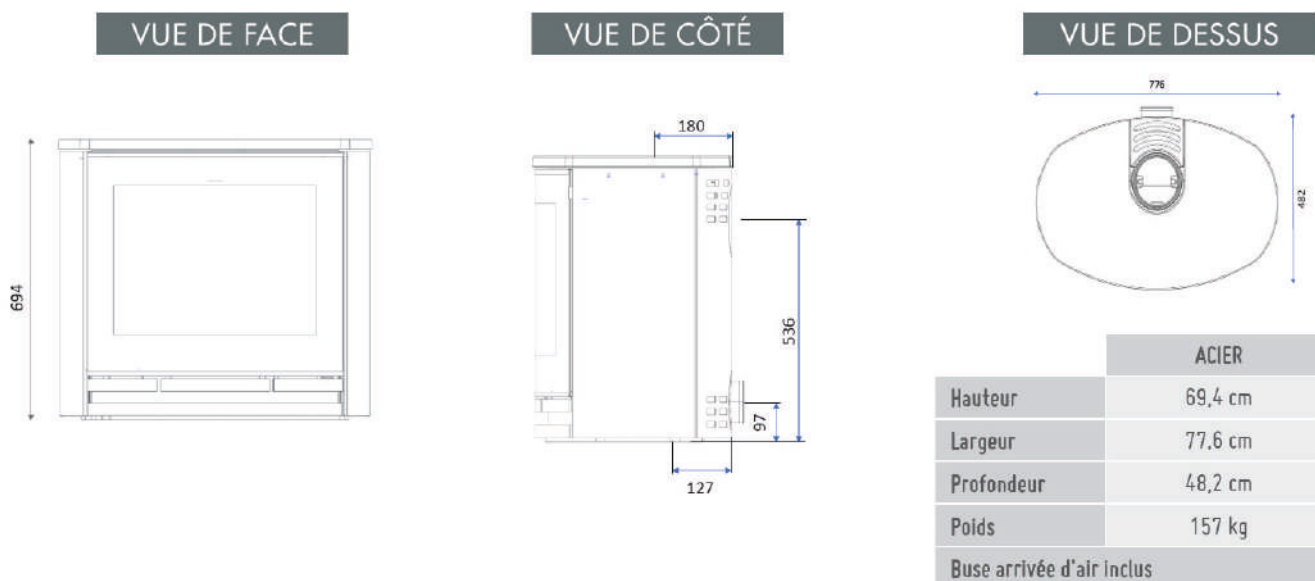 VUE DE FACE
VUE DE CÔTÉ
VUE DE DESSUS
694
180
536
97
127
776
482
ACIER
Hauteur 69,4 cm
Largeur 77,6 cm
Profondeur 48,2 cm
Poids 157 kg
Buse arrivée d'air inclus